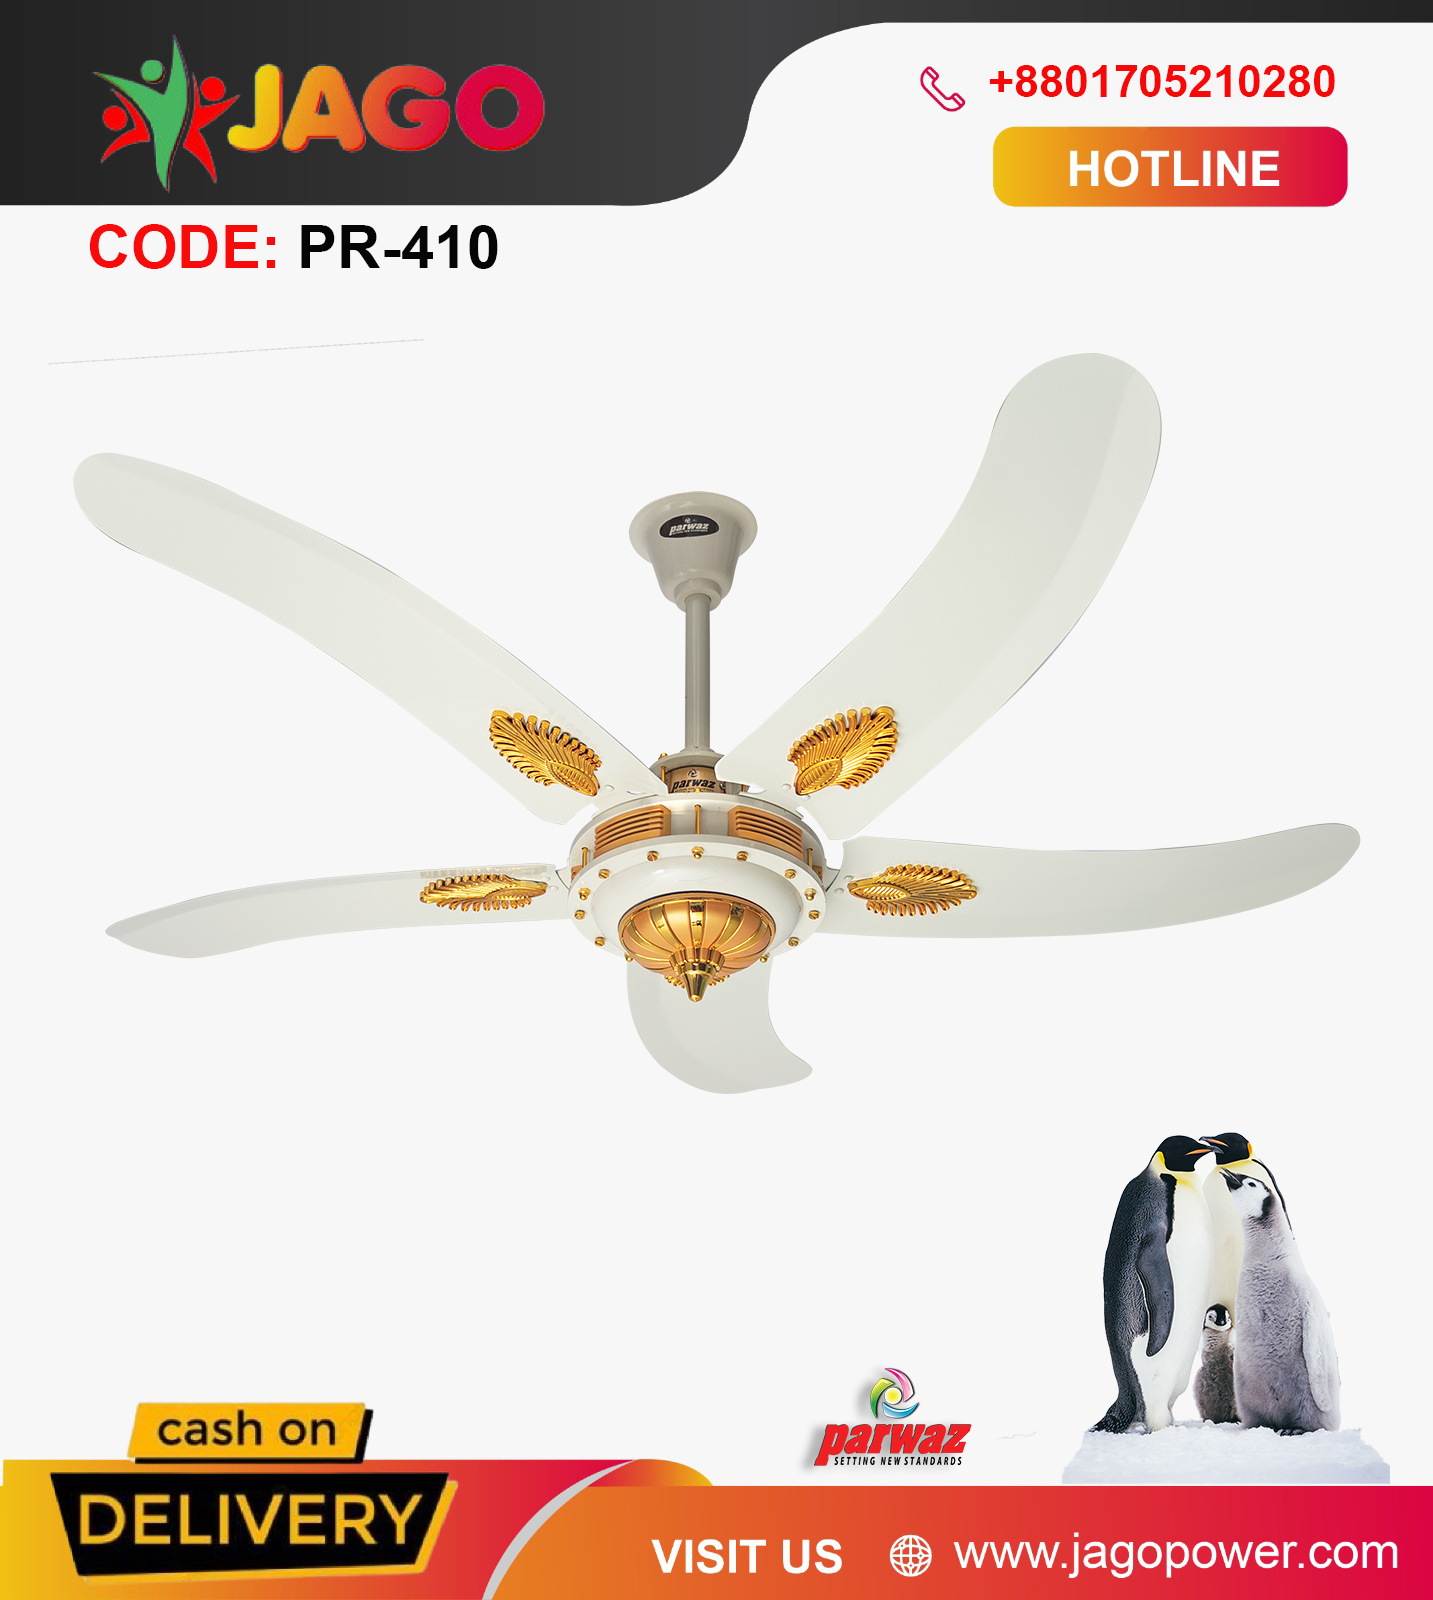 JAGO
+8801705210280
HOTLINE
CODE: PR-410
parwaz
parwaz
cash on
DELIVERY
parwaz
SETTING NEW STANDARDS
VISIT US
www.jagopower.com